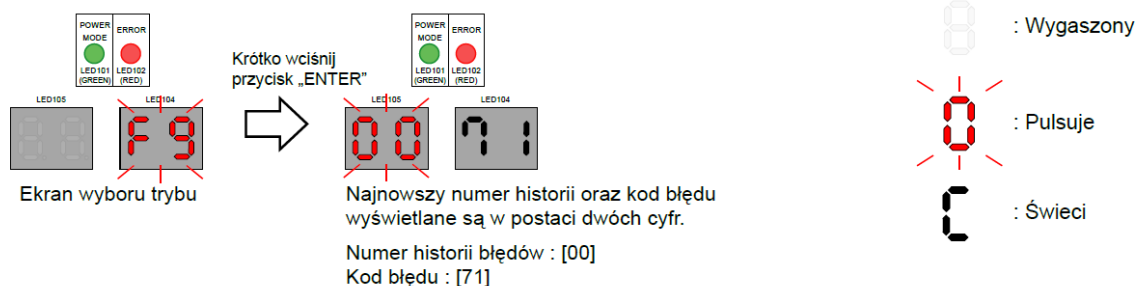 POWER
MODE
ERROR
LED101
(GREEN)
LED102
(RED)
LED105
LED104
F9
Ekran wyboru trybu
Krótko wciśnij
przycisk „ENTER”
POWER
MODE
ERROR
LED101
(GREEN)
LED102
(RED)
LED105
LED104
00
71
Najnowszy numer historii oraz kod błędu
wyświetlane są w postaci dwóch cyfr.
Numer historii błędów : [00]
Kod błędu : [71]
: Wygaszony
: Pulsuje
: Świeci